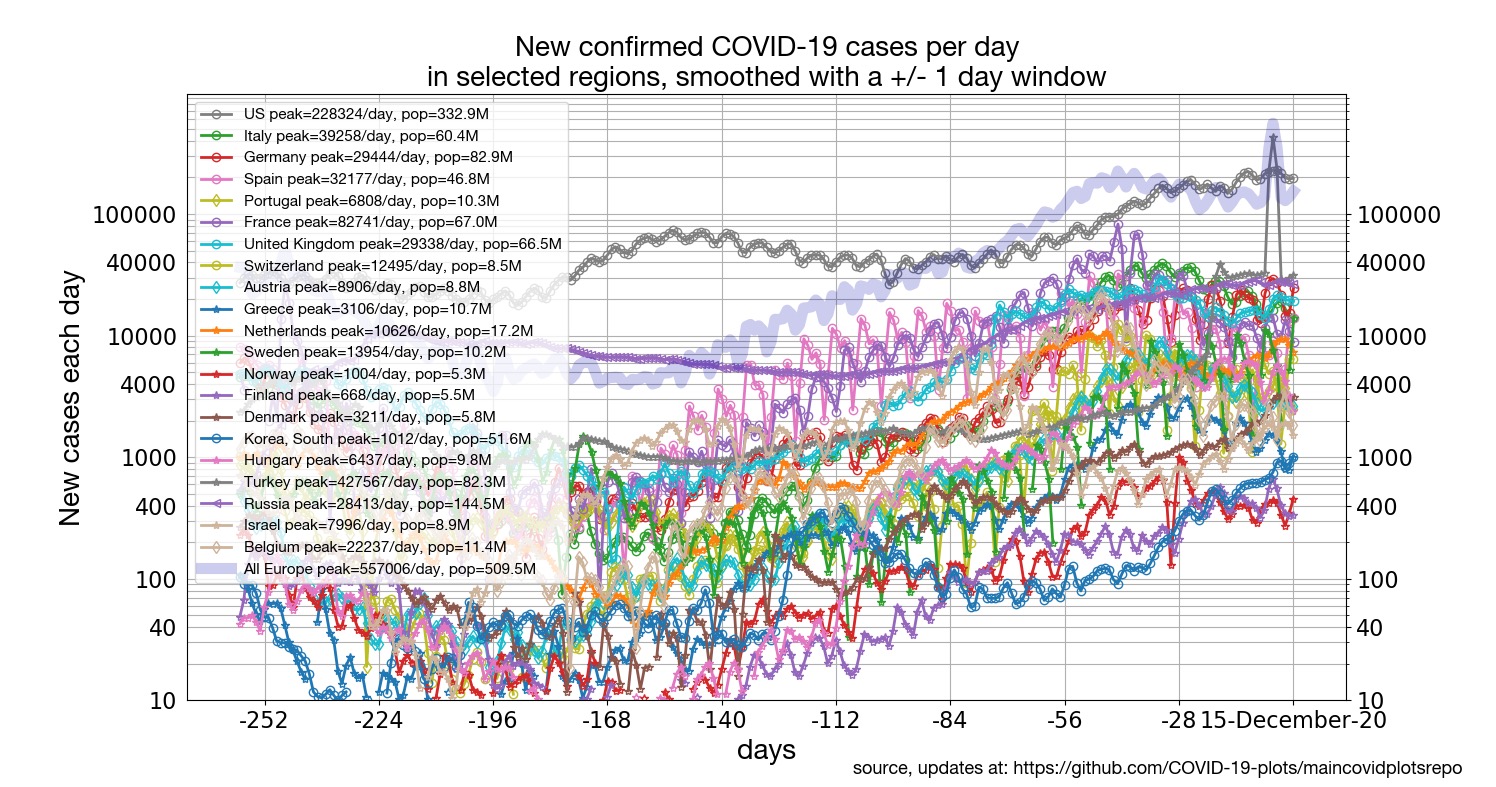 New confirmed COVID-19 cases per day
in selected regions, smoothed with a +/- 1 day window
US peak=228324/day, pop=332.9M
Italy peak=39258/day, pop=60.4M
Germany peak=29444/day, pop=82.9M
Spain peak=32177/day, pop=46.8M
Portugal peak=6808/day, pop=10.3M
France peak=82741/day, pop=67.0M
United Kingdom peak=29338/day, pop=66.5M
Switzerland peak=12495/day, pop=8.5M
Austria peak=8906/day, pop=8.8M
Greece peak=3106/day, pop=10.7M
Netherlands peak=10626/day, pop=17.2M
Sweden peak=13954/day, pop=10.2M
Norway peak=1004/day, pop=5.3M
Finland peak=668/day, pop=5.5M
Denmark peak=3211/day, pop=5.8M
Korea, South peak=1012/day, pop=51.6M
Hungary peak=6437/day, pop=9.8M
Turkey peak=427567/day, pop=82.3M
Russia peak=28413/day, pop=144.5M
Israel peak=7996/day, pop=8.9M
Belgium peak=22237/day, pop=11.4M
All Europe peak=557006/day, pop=509.5M
New cases each day
100000
40000
10000
4000
1000
400
100
40
10
100000
40000
10000
4000
1000
400
100
40
10
-252 -224 -196 -168 -140 -112 -84 -56 -28 15-December-20
days
source, updates at: https://github.com/COVID-19-plots/maincovidplotsrepo